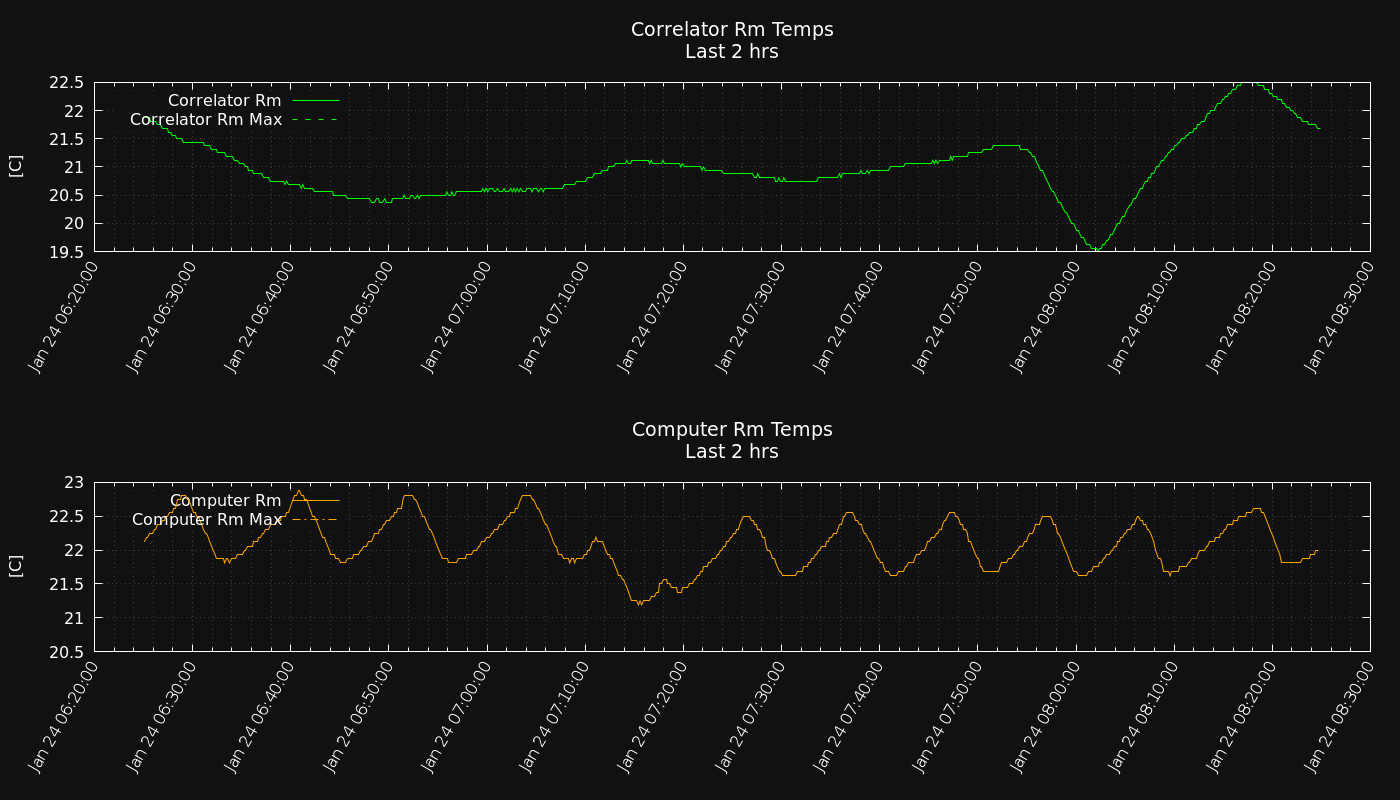 Correlator Rm Temps
Last 2 hrs
[C]
22.5
22
21.5
21
20.5
20
19.5
Correlator Rm
Correlator Rm Max
Jan 24 06:20:00
Jan 24 06:30:00
Jan 24 06:40:00
Jan 24 06:50:00
Jan 24 07:00:00
Jan 24 07:10:00
Jan 24 07:20:00
Jan 24 07:30:00
Jan 24 07:40:00
Jan 24 07:50:00
Jan 24 08:00:00
Jan 24 08:10:00
Jan 24 08:20:00
Jan 24 08:30:00
Computer Rm Temps
Last 2 hrs
[C]
23
22.5
22
21.5
21
20.5
Computer Rm
Computer Rm Max
Jan 24 06:20:00
Jan 24 06:30:00
Jan 24 06:40:00
Jan 24 06:50:00
Jan 24 07:00:00
Jan 24 07:10:00
Jan 24 07:20:00
Jan 24 07:30:00
Jan 24 07:40:00
Jan 24 07:50:00
Jan 24 08:00:00
Jan 24 08:10:00
Jan 24 08:20:00
Jan 24 08:30:00